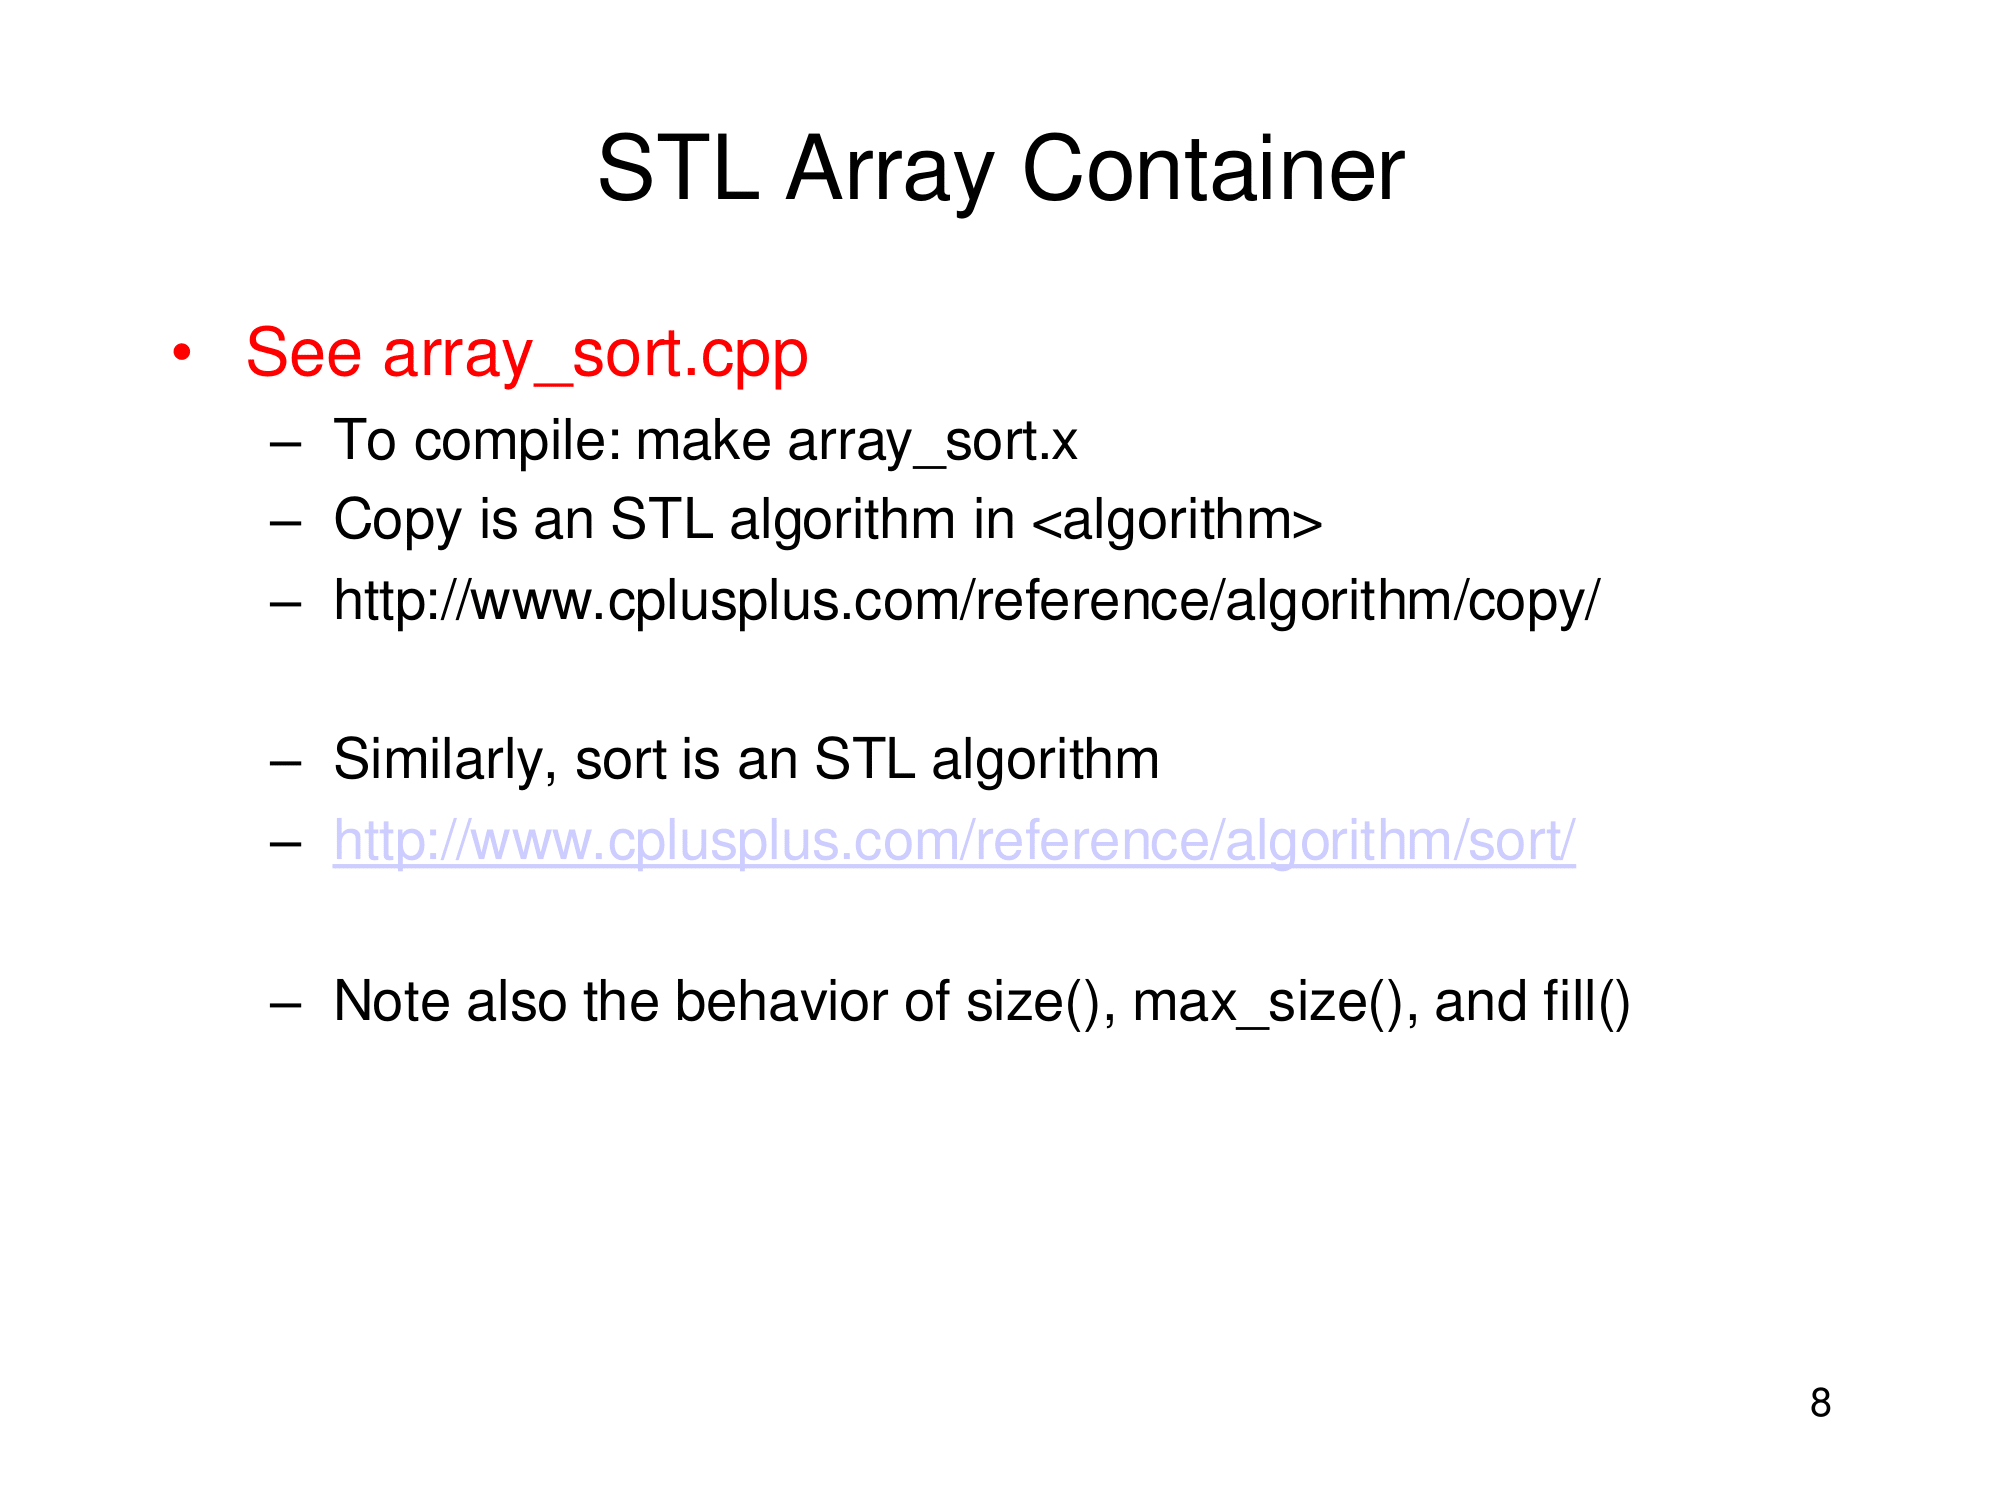 STL Array Container
• See array_sort.cpp
– To compile: make array_sort.x
– Copy is an STL algorithm in <algorithm>
– http://www.cplusplus.com/reference/algorithm/copy/
– Similarly, sort is an STL algorithm
– http://www.cplusplus.com/reference/algorithm/sort/
– Note also the behavior of size(), max_size(), and fill()
8